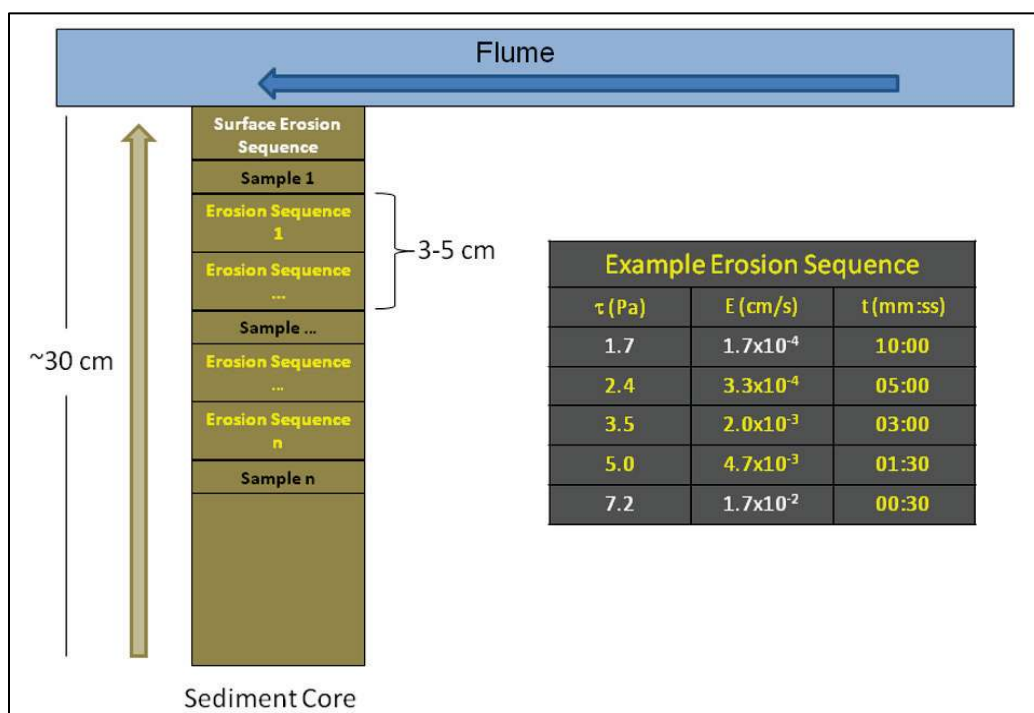 Flume
Surface Erosion
Sequence
Sample 1
Erosion Sequence
1
Erosion Sequence
...
Sample ...
Erosion Sequence
...
Erosion Sequence
n
Sample n
3-5 cm
~30 cm
Sediment Core
Example Erosion Sequence
τ (Pa) E (cm/s) t (mm:ss)
1.7 1.7x10⁻⁴ 10:00
2.4 3.3x10⁻⁴ 05:00
3.5 2.0x10⁻³ 03:00
5.0 4.7x10⁻³ 01:30
7.2 1.7x10⁻² 00:30